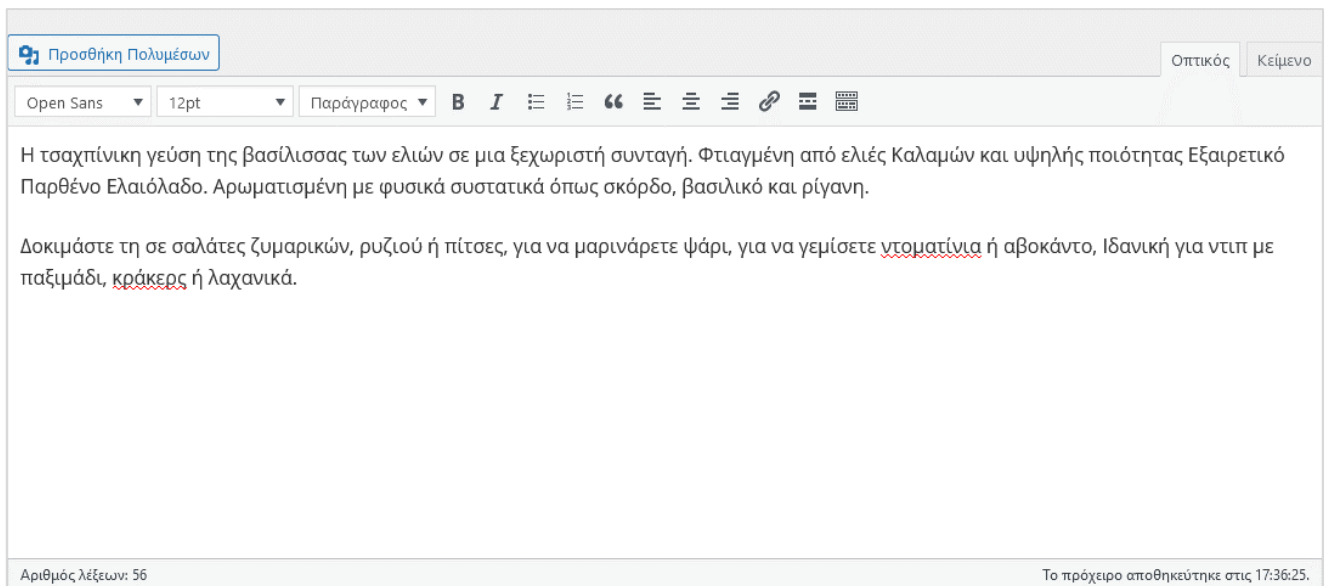 Προσθήκη Πολυμέσων
Οπτικός Κείμενο
Open Sans 12pt Παράγραφος B I
Η τσαχπίνικη γεύση της βασίλισσας των ελιών σε μια ξεχωριστή συνταγή. Φτιαγμένη από ελιές Καλαμών και υψηλής ποιότητας Εξαιρετικό
Παρθένο Ελαιόλαδο. Αρωματισμένη με φυσικά συστατικά όπως σκόρδο, βασιλικό και ρίγανη.
Δοκιμάστε τη σε σαλάτες ζυμαρικών, ρυζιού ή πίτσες, για να μαρινάρετε ψάρι, για να γεμίσετε ντοματίνια ή αβοκάντο, Ιδανική για ντιπ με
παξιμάδι, κράκερς ή λαχανικά.
Αριθμός λέξεων: 56 Το πρόχειρο αποθηκεύτηκε στις 17:36:25.